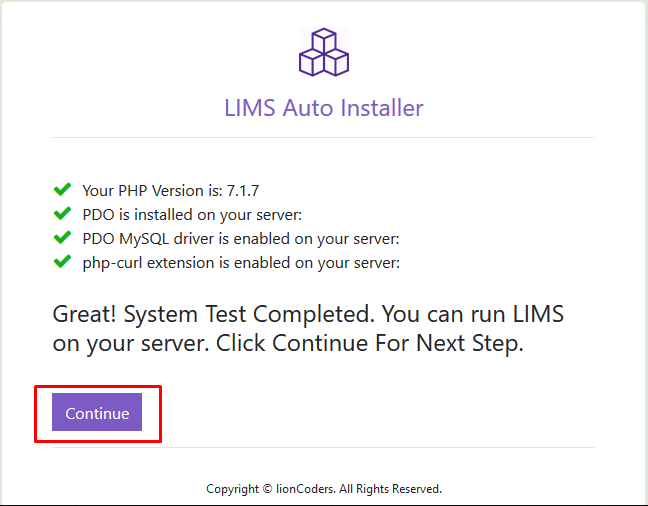 LIMS Auto Installer
Your PHP Version is: 7.1.7
PDO is installed on your server:
PDO MySQL driver is enabled on your server:
php-curl extension is enabled on your server:
Great! System Test Completed. You can run LIMS
on your server. Click Continue For Next Step.
Continue
Copyright © lionCoders. All Rights Reserved.